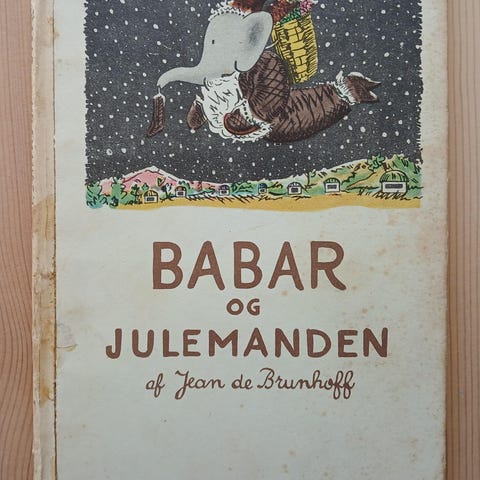 BABAR
OG
JULEMANDEN
af Jean de Brunhoff